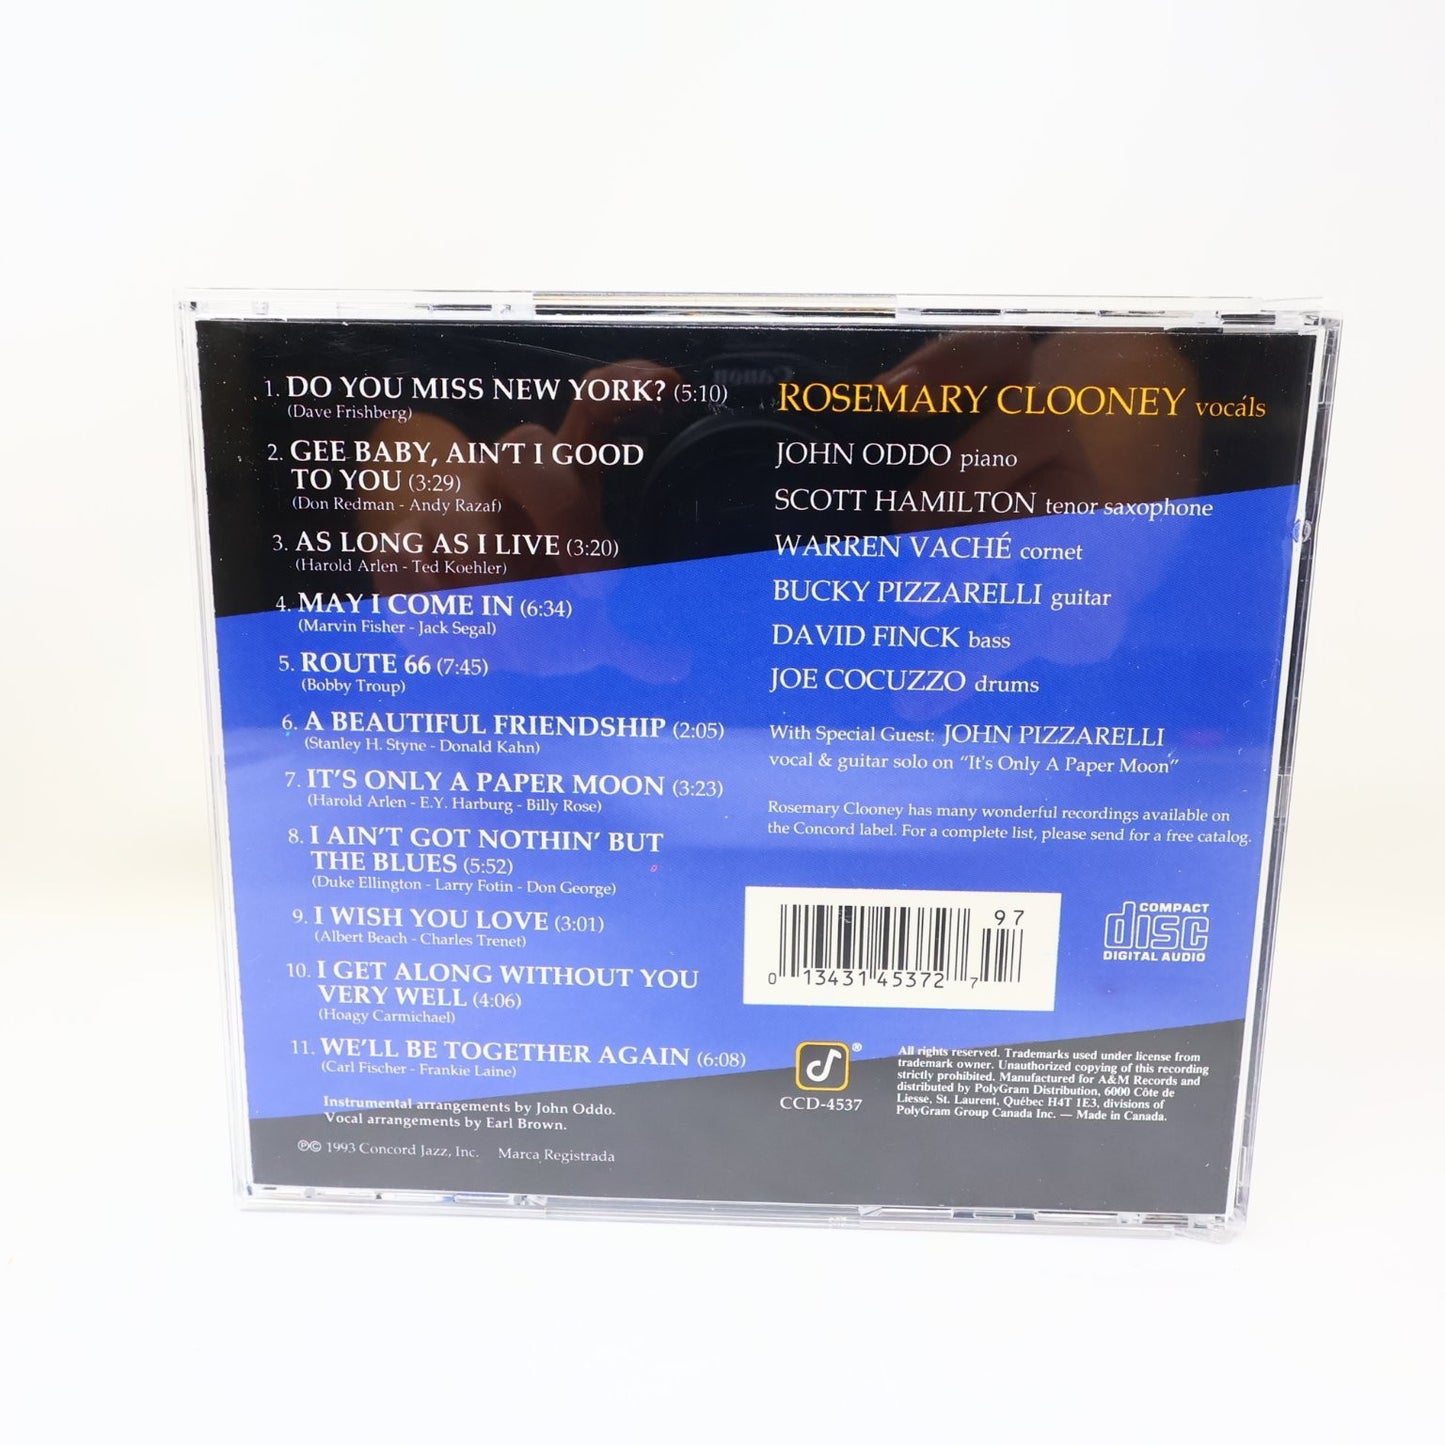 1. DO YOU MISS NEW YORK? (5:10)
(Dave Frishberg)
2. GEE BABY, AIN'T I GOOD
TO YOU (3:29)
(Don Redman - Andy Razaf)
3. AS LONG AS I LIVE (3:20)
(Harold Arlen - Ted Koehler)
4. MAY I COME IN (6:34)
(Marvin Fisher - Jack Segal)
5. ROUTE 66 (7:45)
(Bobby Troup)
6. A BEAUTIFUL FRIENDSHIP (2:05)
(Stanley H. Styne - Donald Kahn)
7. IT'S ONLY A PAPER MOON (3:23)
(Harold Arlen - E.Y. Harburg - Billy Rose)
8. I AIN'T GOT NOTHIN' BUT
THE BLUES (5:52)
(Duke Ellington - Larry Fotin - Don George)
9. I WISH YOU LOVE (3:01)
(Albert Beach - Charles Trenet)
10. I GET ALONG WITHOUT YOU
VERY WELL (4:06)
(Hoagy Carmichael)
11. WE'LL BE TOGETHER AGAIN (6:08)
(Carl Fischer - Frankie Laine)
Instrumental arrangements by John Oddo.
Vocal arrangements by Earl Brown.
℗© 1993 Concord Jazz, Inc. Marca Registrada
Canon
ROSEMARY CLOONEY vocals
JOHN ODDO piano
SCOTT HAMILTON tenor saxophone
WARREN VACHÉ cornet
BUCKY PIZZARELLI guitar
DAVID FINCK bass
JOE COCUZZO drums
With Special Guest: JOHN PIZZARELLI
vocal & guitar solo on "It's Only A Paper Moon"
Rosemary Clooney has many wonderful recordings available on
the Concord label. For a complete list, please send for a free catalog.
97
0 13431 45372 7
COMPACT
disc
DIGITAL AUDIO
®
CCD-4537
All rights reserved. Trademarks used under license from
trademark owner. Unauthorized copying of this recording
strictly prohibited. Manufactured for A&M Records and
distributed by PolyGram Distribution, 6000 Côte de
Liesse, St. Laurent, Québec H4T 1E3, divisions of
PolyGram Group Canada Inc. — Made in Canada.